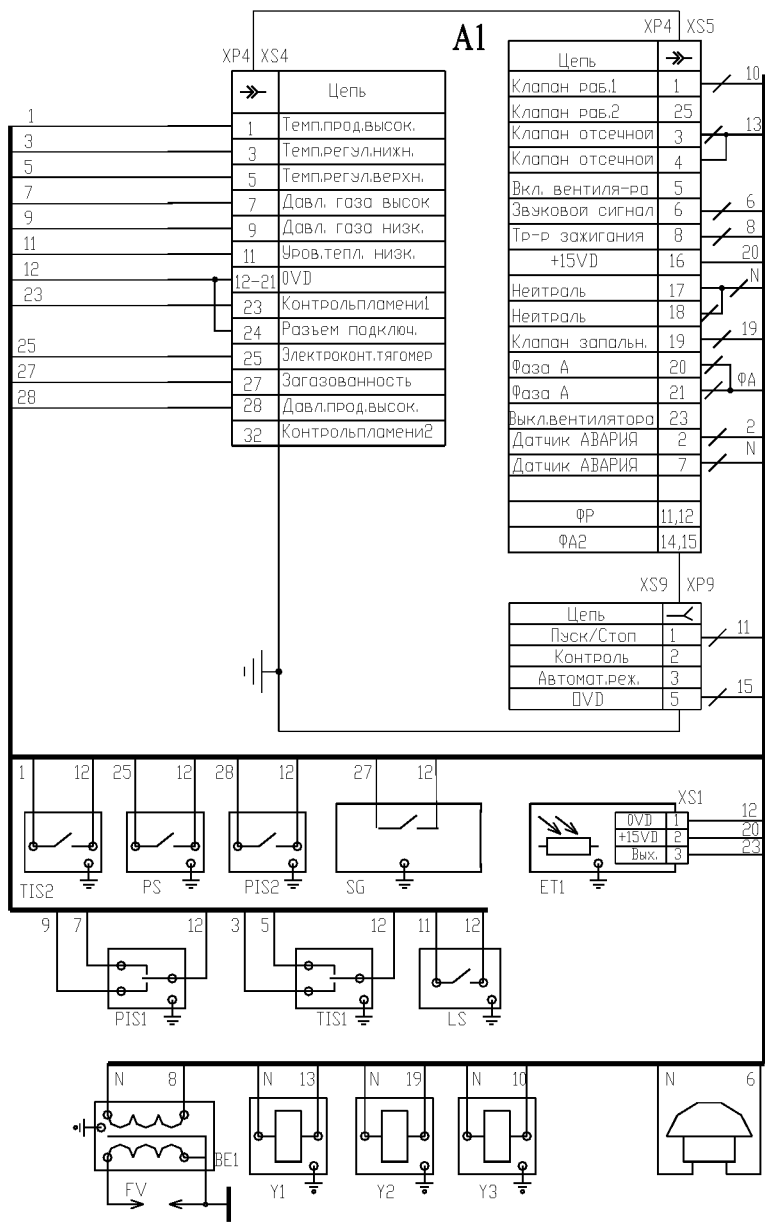 A1
XP4 XS4
Цепь
1 1 Темп.прод.высок.
3 3 Темп.регул.нижн.
5 5 Темп.регул.верхн.
7 7 Давл. газа высок
9 9 Давл. газа низк.
11 11 Уров.тепл. низк.
12 12-21 0VD
23 23 Контрольпламени1
24 Разъем подключ.
25 25 Электроконт.тягомер
27 27 Загазованность
28 28 Давл.прод.высок.
32 Контрольпламени2
XP4 XS5
Цепь
Клапан раб.1 1 10
Клапан раб.2 25
Клапан отсечной 3 13
Клапан отсечной 4
Вкл. вентиля-ра 5
Звуковой сигнал 6 6
Тр-р зажигания 8 8
+15VD 16 20
Нейтраль 17 N
Нейтраль 18
Клапан запальн. 19 19
Фаза А 20
Фаза А 21 ФА
Выкл.вентилятора 23
Датчик АВАРИЯ 2 2
Датчик АВАРИЯ 7 N
ФР 11,12
ФА2 14,15
XS9 XP9
Цепь
Пуск/Стоп 1 11
Контроль 2
Автомат.реж. 3
0VD 5 15
1 12 25 12 28 12 27 12
TIS2 PS PIS2 SG
XS1
0VD 1 12
+15VD 2 20
Вых. 3 23
ET1
9 7 12 3 5 12 11 12
PIS1 TIS1 LS
N 8 N 13 N 19 N 10 N 6
BE1
FV Y1 Y2 Y3